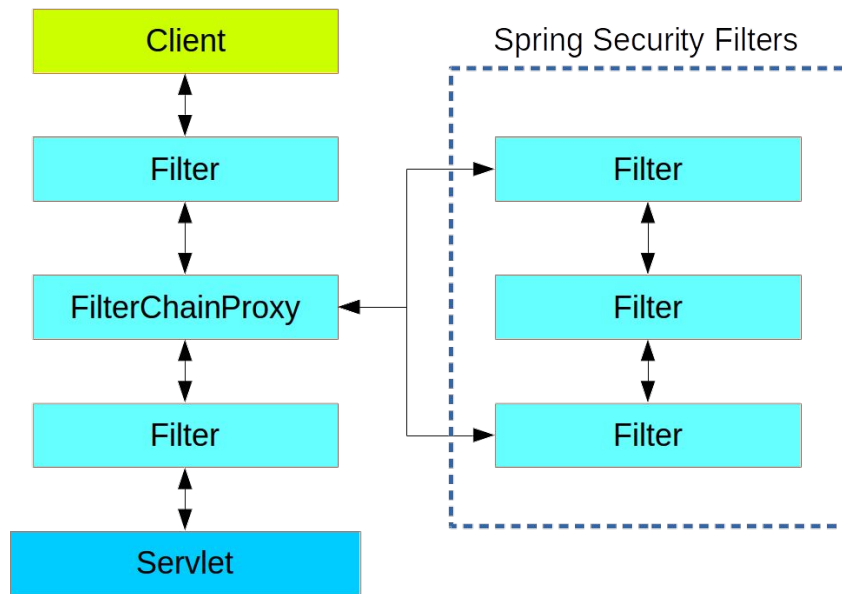 Client
Spring Security Filters
Filter
Filter
FilterChainProxy
Filter
Filter
Filter
Servlet